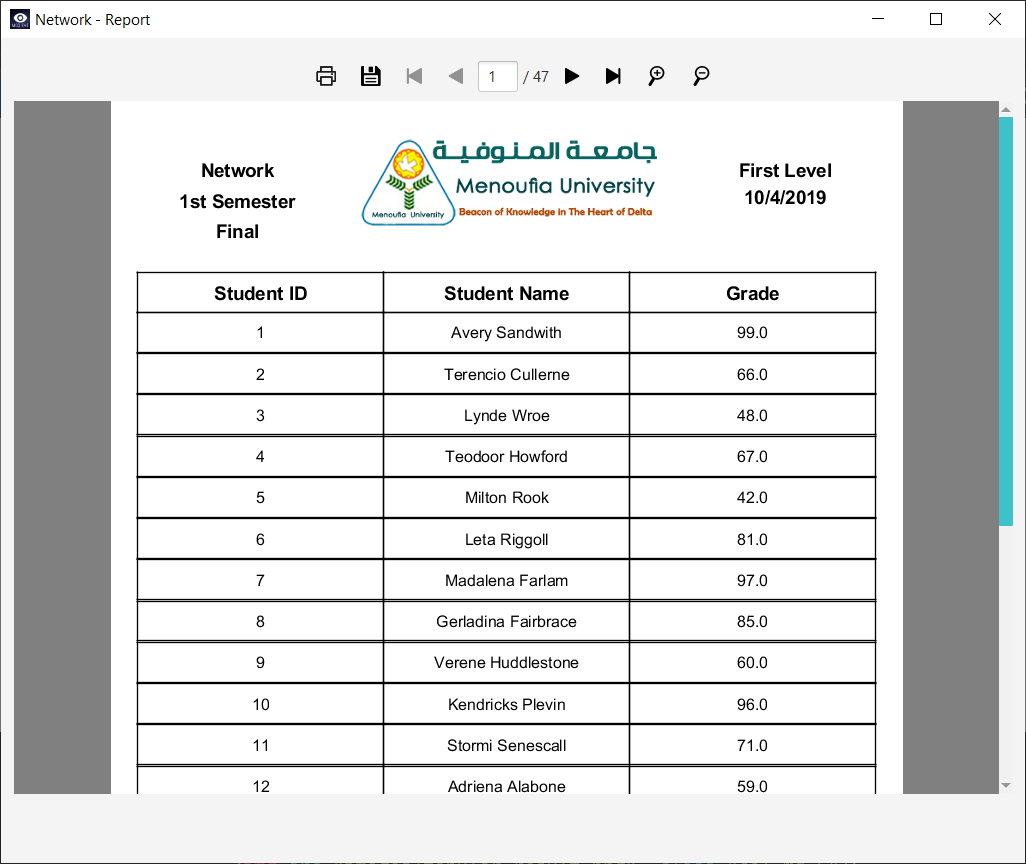 Network - Report
1 / 47
Network
1st Semester
Final
جامعة المنوفية
Menoufia University
Beacon of Knowledge in The Heart of Delta
Menoufia University
First Level
10/4/2019
Student ID Student Name Grade
1 Avery Sandwith 99.0
2 Terencio Cullerne 66.0
3 Lynde Wroe 48.0
4 Teodoor Howford 67.0
5 Milton Rook 42.0
6 Leta Riggoll 81.0
7 Madalena Farlam 97.0
8 Gerladina Fairbrace 85.0
9 Verene Huddlestone 60.0
10 Kendricks Plevin 96.0
11 Stormi Senescall 71.0
12 Adriena Alabone 59.0